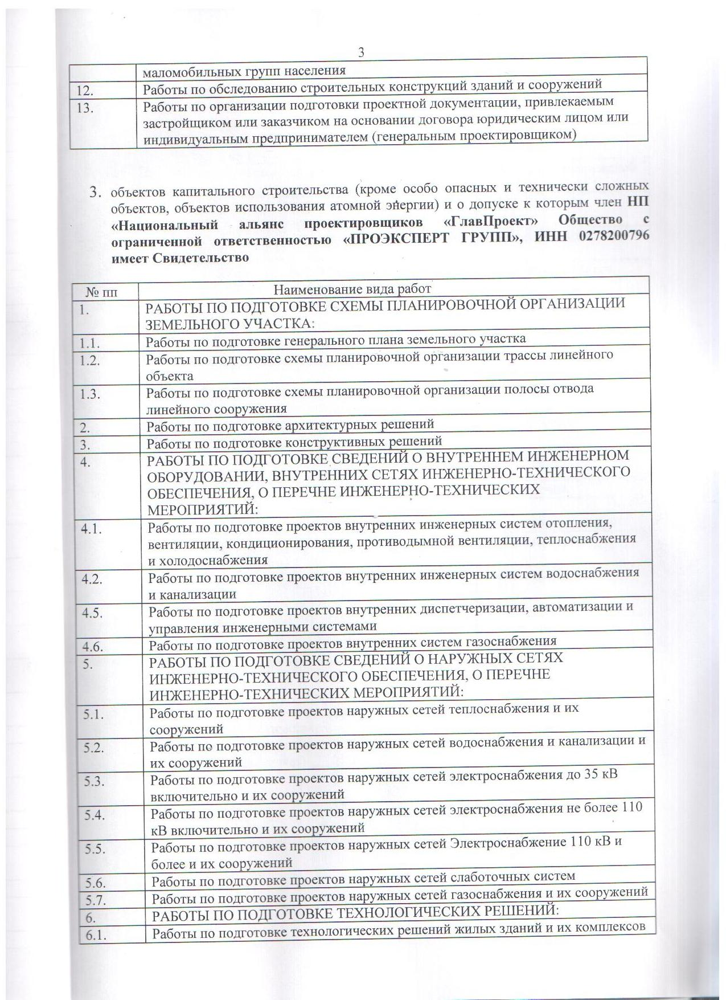 3
маломобильных групп населения
12. Работы по обследованию строительных конструкций зданий и сооружений
13. Работы по организации подготовки проектной документации, привлекаемым
застройщиком или заказчиком на основании договора юридическим лицом или
индивидуальным предпринимателем (генеральным проектировщиком)
3. объектов капитального строительства (кроме особо опасных и технически сложных
объектов, объектов использования атомной энергии) и о допуске к которым член НП
«Национальный альянс проектировщиков «ГлавПроект» Общество с
ограниченной ответственностью «ПРОЭКСПЕРТ ГРУПП», ИНН 0278200796
имеет Свидетельство
№ пп Наименование вида работ
1. РАБОТЫ ПО ПОДГОТОВКЕ СХЕМЫ ПЛАНИРОВОЧНОЙ ОРГАНИЗАЦИИ
ЗЕМЕЛЬНОГО УЧАСТКА:
1.1. Работы по подготовке генерального плана земельного участка
1.2. Работы по подготовке схемы планировочной организации трассы линейного
объекта
1.3. Работы по подготовке схемы планировочной организации полосы отвода
линейного сооружения
2. Работы по подготовке архитектурных решений
3. Работы по подготовке конструктивных решений
4. РАБОТЫ ПО ПОДГОТОВКЕ СВЕДЕНИЙ О ВНУТРЕННЕМ ИНЖЕНЕРНОМ
ОБОРУДОВАНИИ, ВНУТРЕННИХ СЕТЯХ ИНЖЕНЕРНО-ТЕХНИЧЕСКОГО
ОБЕСПЕЧЕНИЯ, О ПЕРЕЧНЕ ИНЖЕНЕРНО-ТЕХНИЧЕСКИХ
МЕРОПРИЯТИЙ:
4.1. Работы по подготовке проектов внутренних инженерных систем отопления,
вентиляции, кондиционирования, противодымной вентиляции, теплоснабжения
и холодоснабжения
4.2. Работы по подготовке проектов внутренних инженерных систем водоснабжения
и канализации
4.5. Работы по подготовке проектов внутренних диспетчеризации, автоматизации и
управления инженерными системами
4.6. Работы по подготовке проектов внутренних систем газоснабжения
5. РАБОТЫ ПО ПОДГОТОВКЕ СВЕДЕНИЙ О НАРУЖНЫХ СЕТЯХ
ИНЖЕНЕРНО-ТЕХНИЧЕСКОГО ОБЕСПЕЧЕНИЯ, О ПЕРЕЧНЕ
ИНЖЕНЕРНО-ТЕХНИЧЕСКИХ МЕРОПРИЯТИЙ:
5.1. Работы по подготовке проектов наружных сетей теплоснабжения и их
сооружений
5.2. Работы по подготовке проектов наружных сетей водоснабжения и канализации и
их сооружений
5.3. Работы по подготовке проектов наружных сетей электроснабжения до 35 кВ
включительно и их сооружений
5.4. Работы по подготовке проектов наружных сетей электроснабжения не более 110
кВ включительно и их сооружений
5.5. Работы по подготовке проектов наружных сетей Электроснабжение 110 кВ и
более и их сооружений
5.6. Работы по подготовке проектов наружных сетей слаботочных систем
5.7. Работы по подготовке проектов наружных сетей газоснабжения и их сооружений
6. РАБОТЫ ПО ПОДГОТОВКЕ ТЕХНОЛОГИЧЕСКИХ РЕШЕНИЙ:
6.1. Работы по подготовке технологических решений жилых зданий и их комплексов